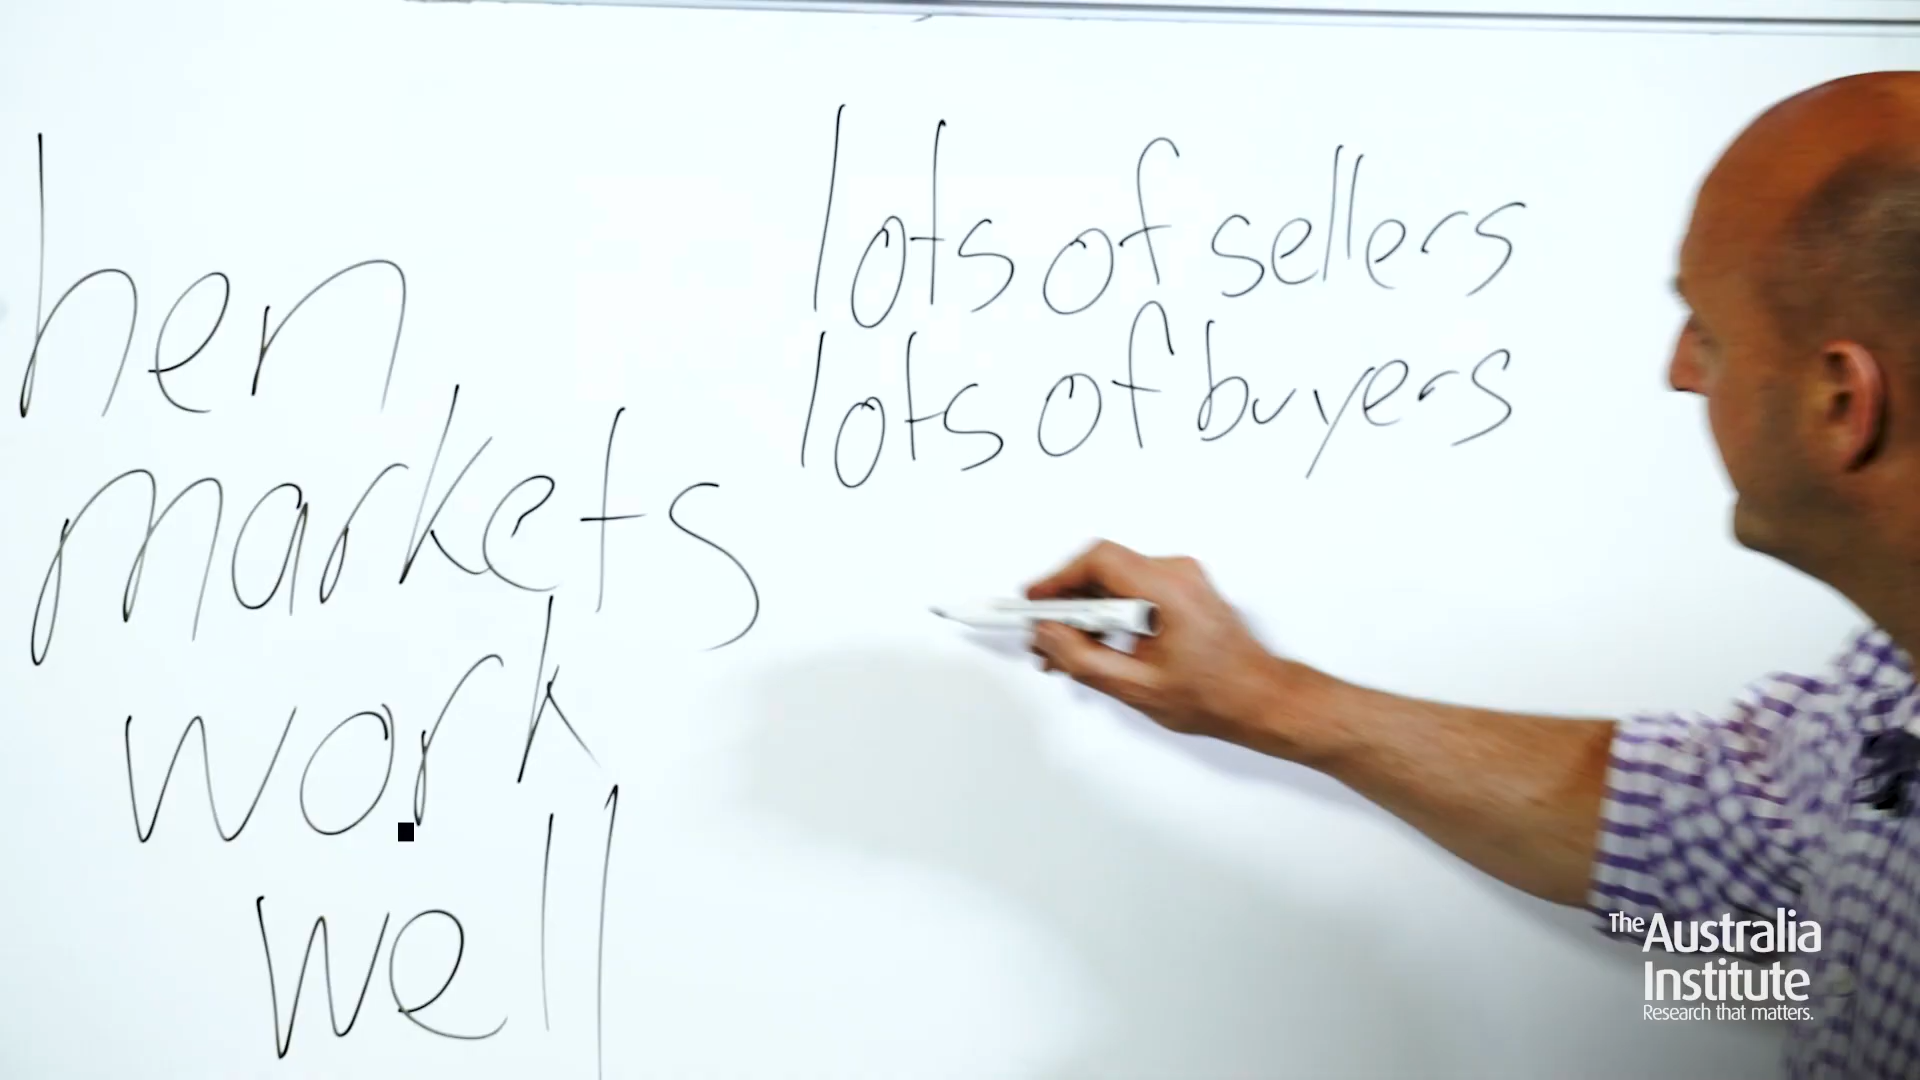 hen
markets
work
well
lots of sellers
lots of buyers
The
Australia
Institute
Research that matters.